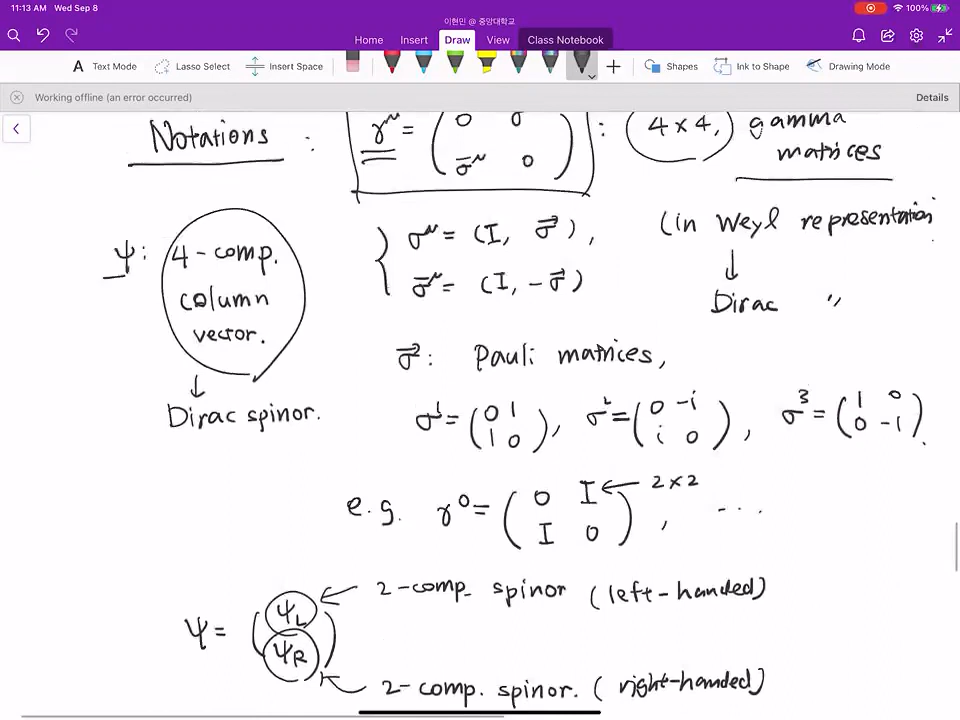 11:13 AM Wed Sep 8
100%
이현민 @ 중앙대학교
Home Insert Draw View Class Notebook
Text Mode Lasso Select Insert Space Shapes Ink to Shape Drawing Mode
Working offline (an error occurred) Details
Notations : γ^μ = ( 0 σ ; σ̄^μ 0 ) : 4×4, gamma matrices
ψ: 4-comp. column vector.
↓
Dirac spinor.
{ σ^μ = (I, σ⃗),
σ̄^μ = (I, -σ⃗)
(in Weyl representation
↓
Dirac 〃
σ⃗ : Pauli matrices,
σ^1 = ( 0 1 ; 1 0 ), σ^2 = ( 0 -i ; i 0 ), σ^3 = ( 1 0 ; 0 -1 ).
e.g. γ^0 = ( 0 I ; I 0 ), ← 2×2 ...
ψ = ( ψ_L ; ψ_R )
← 2-comp. spinor (left-handed)
← 2-comp. spinor. (right-handed)